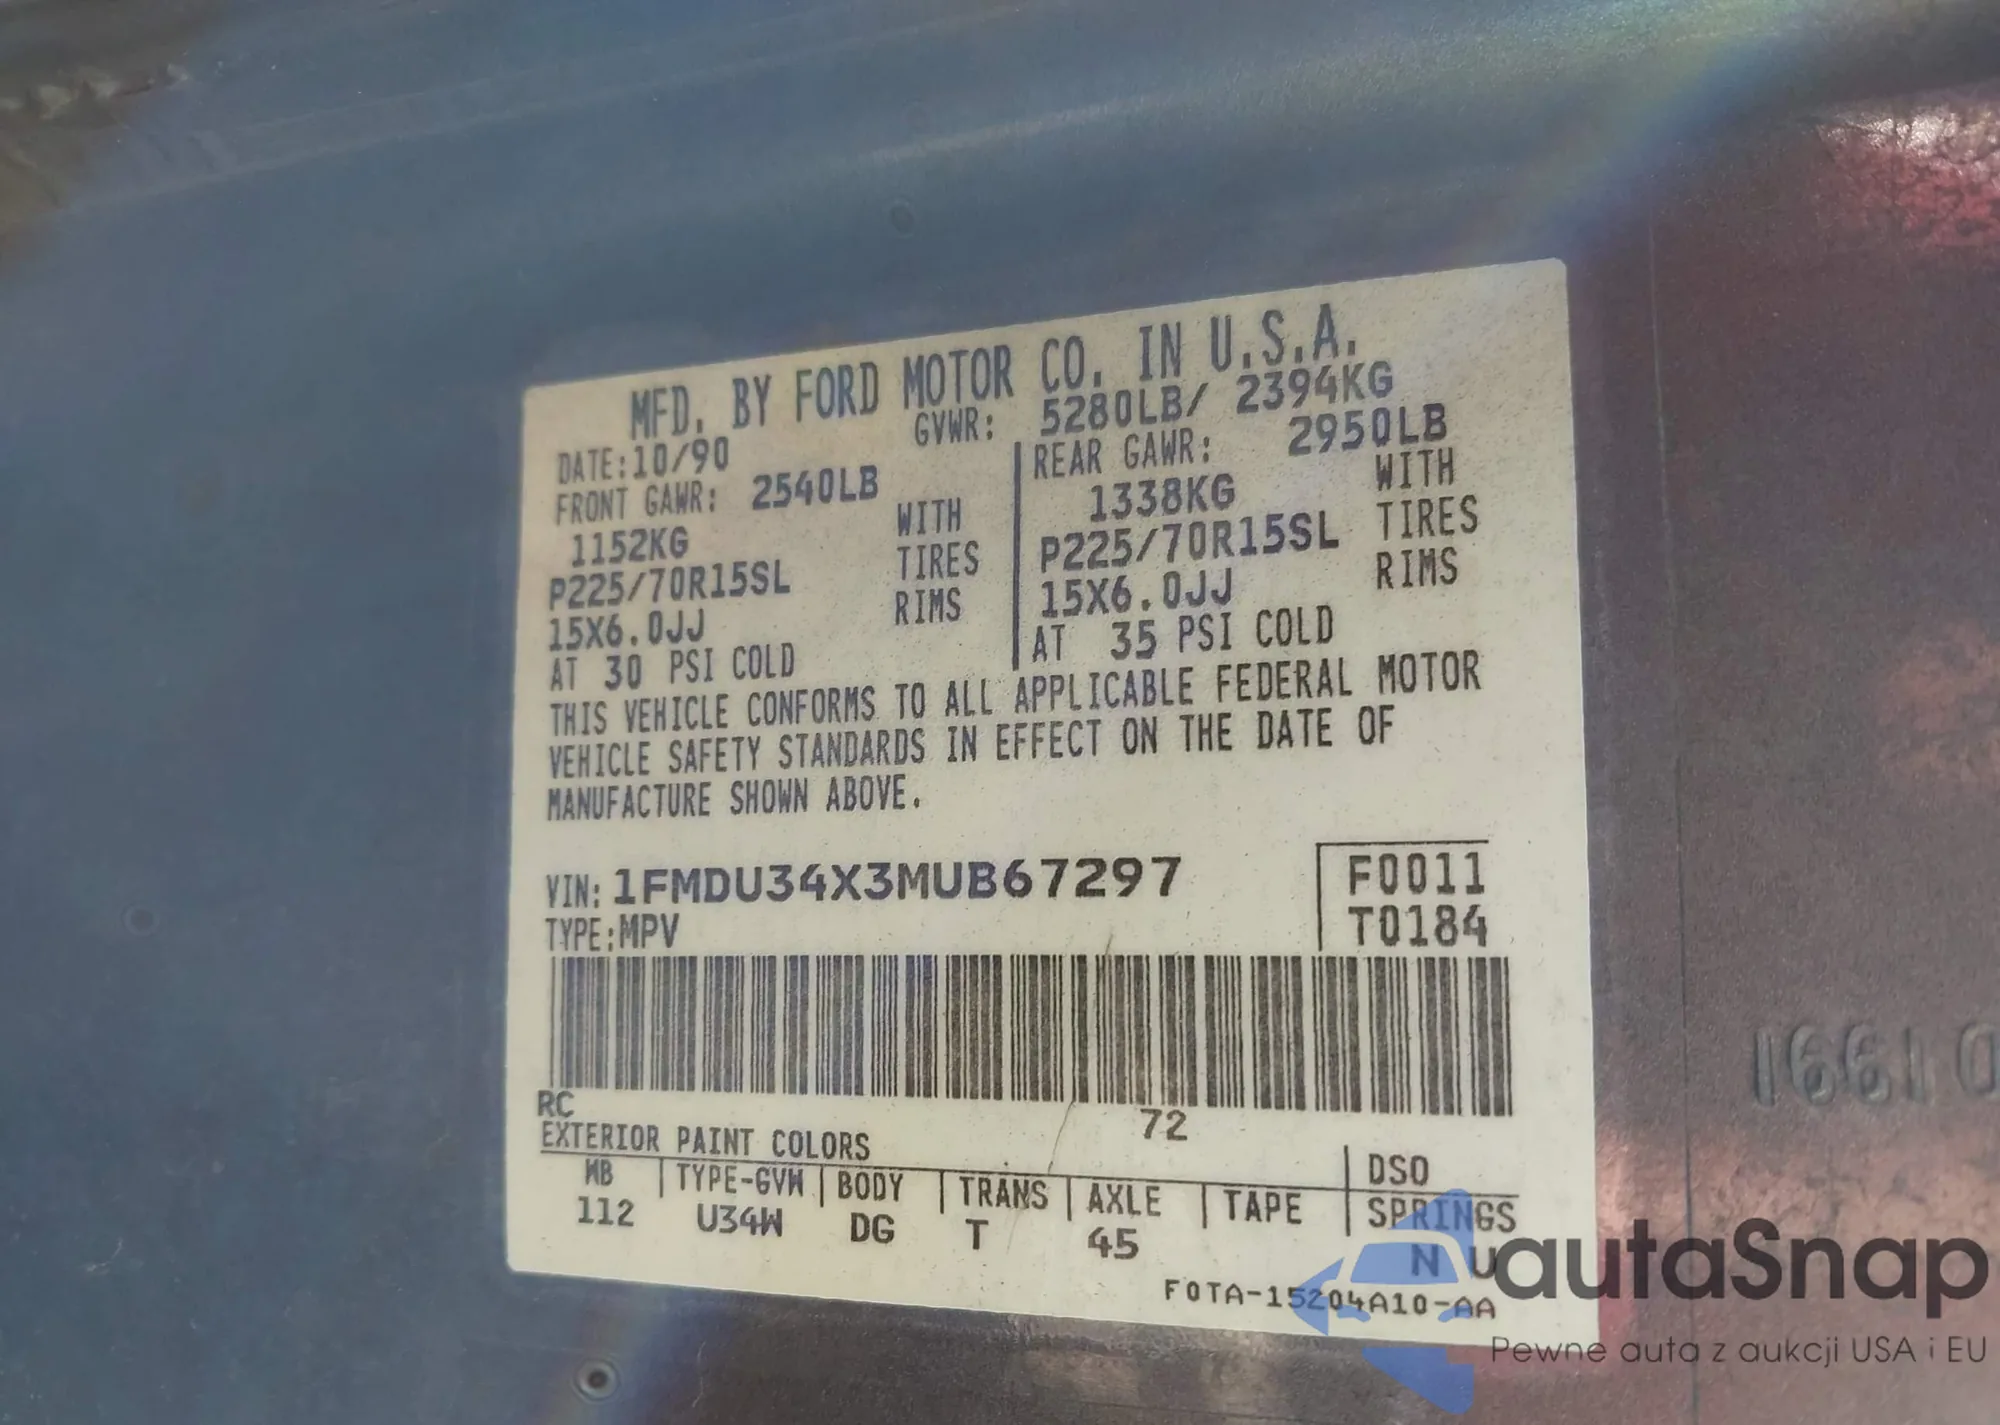 MFD. BY FORD MOTOR CO. IN U.S.A.
DATE:10/90 GVWR: 5280LB/ 2394KG
FRONT GAWR: 2540LB
1152KG WITH
P225/70R15SL TIRES
15X6.0JJ RIMS
AT 30 PSI COLD
REAR GAWR: 2950LB
1338KG WITH
P225/70R15SL TIRES
15X6.0JJ RIMS
AT 35 PSI COLD
THIS VEHICLE CONFORMS TO ALL APPLICABLE FEDERAL MOTOR
VEHICLE SAFETY STANDARDS IN EFFECT ON THE DATE OF
MANUFACTURE SHOWN ABOVE.
VIN: 1FMDU34X3MUB67297
TYPE:MPV
F0011
T0184
RC 72
EXTERIOR PAINT COLORS DSO
WB TYPE-GVW BODY TRANS AXLE TAPE SPRINGS
112 U34W DG T 45 N U
F0TA-15204A10-AA
16610
autaSnap
Pewne auta z aukcji USA i EU